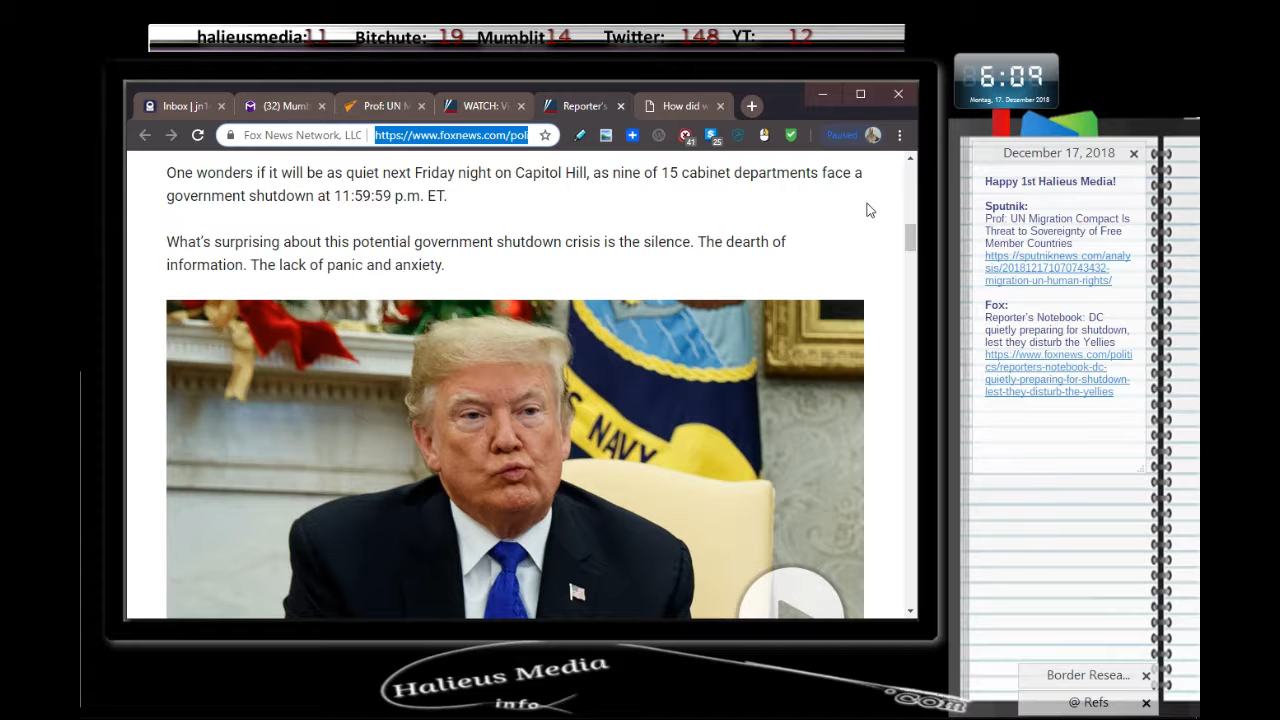 halieusmedia: 11 Bitchute: 19 Mumblit 14 Twitter: 148 YT: 12
6:09
Montag, 17. Dezember 2018
Inbox | jn1
(32) Mum
Prof: UN M
WATCH: Vi
Reporter's
How did w
Fox News Network, LLC
https://www.foxnews.com/poli
41
25
Paused
One wonders if it will be as quiet next Friday night on Capitol Hill, as nine of 15 cabinet departments face a
government shutdown at 11:59:59 p.m. ET.
What's surprising about this potential government shutdown crisis is the silence. The dearth of
information. The lack of panic and anxiety.
NAVY
December 17, 2018
Happy 1st Halieus Media!
Sputnik:
Prof: UN Migration Compact Is
Threat to Sovereignty of Free
Member Countries
https://sputniknews.com/analy
sis/201812171070743432-
migration-un-human-rights/
Fox:
Reporter's Notebook: DC
quietly preparing for shutdown,
lest they disturb the Yellies
https://www.foxnews.com/politi
cs/reporters-notebook-dc-
quietly-preparing-for-shutdown-
lest-they-disturb-the-yellies
Border Resea...
@ Refs
Halieus Media
info
.com